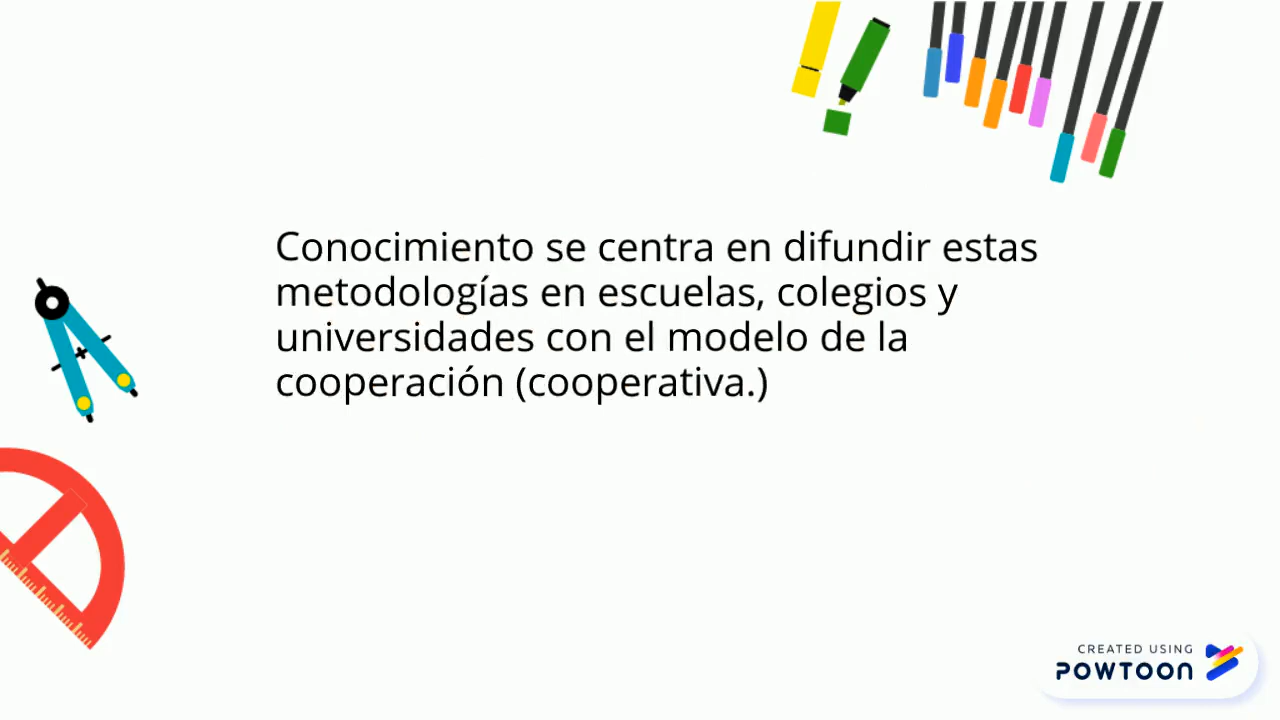 Conocimiento se centra en difundir estas
metodologías en escuelas, colegios y
universidades con el modelo de la
cooperación (cooperativa.)
CREATED USING
POWTOON